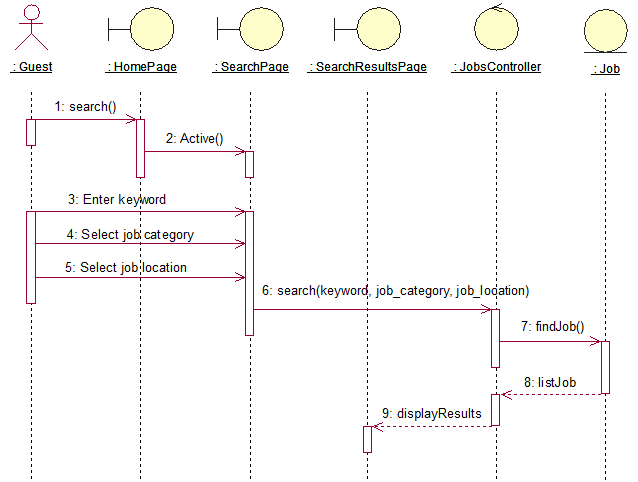 : Guest
: HomePage
: SearchPage
: SearchResultsPage
: JobsController
: Job
1: search()
2: Active()
3: Enter keyword
4: Select job category
5: Select job location
6: search(keyword, job_category, job_location)
7: findJob()
8: listJob
9: displayResults